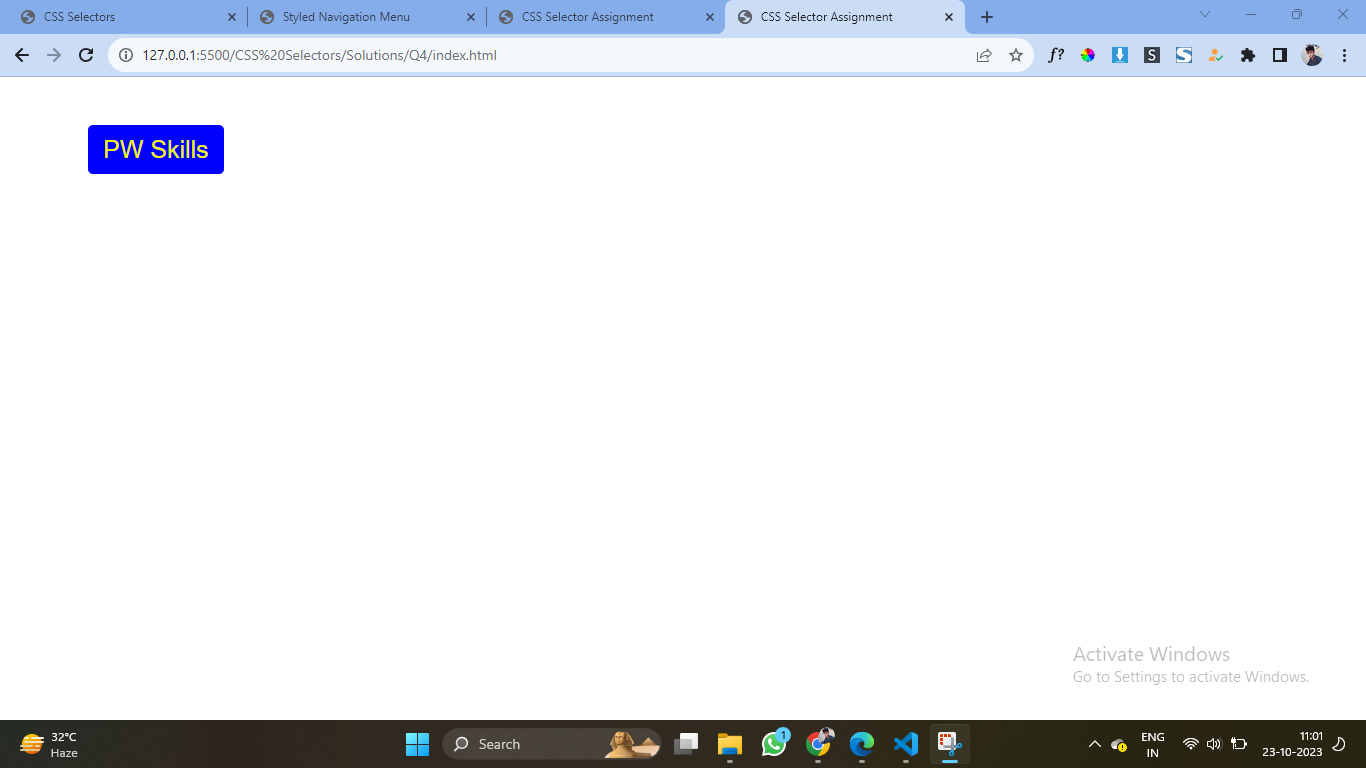 CSS Selectors
Styled Navigation Menu
CSS Selector Assignment
CSS Selector Assignment
127.0.0.1:5500/CSS%20Selectors/Solutions/Q4/index.html
f?
S
S
PW Skills
Activate Windows
Go to Settings to activate Windows.
32°C
Haze
Search
1
ENG
IN
11:01
23-10-2023